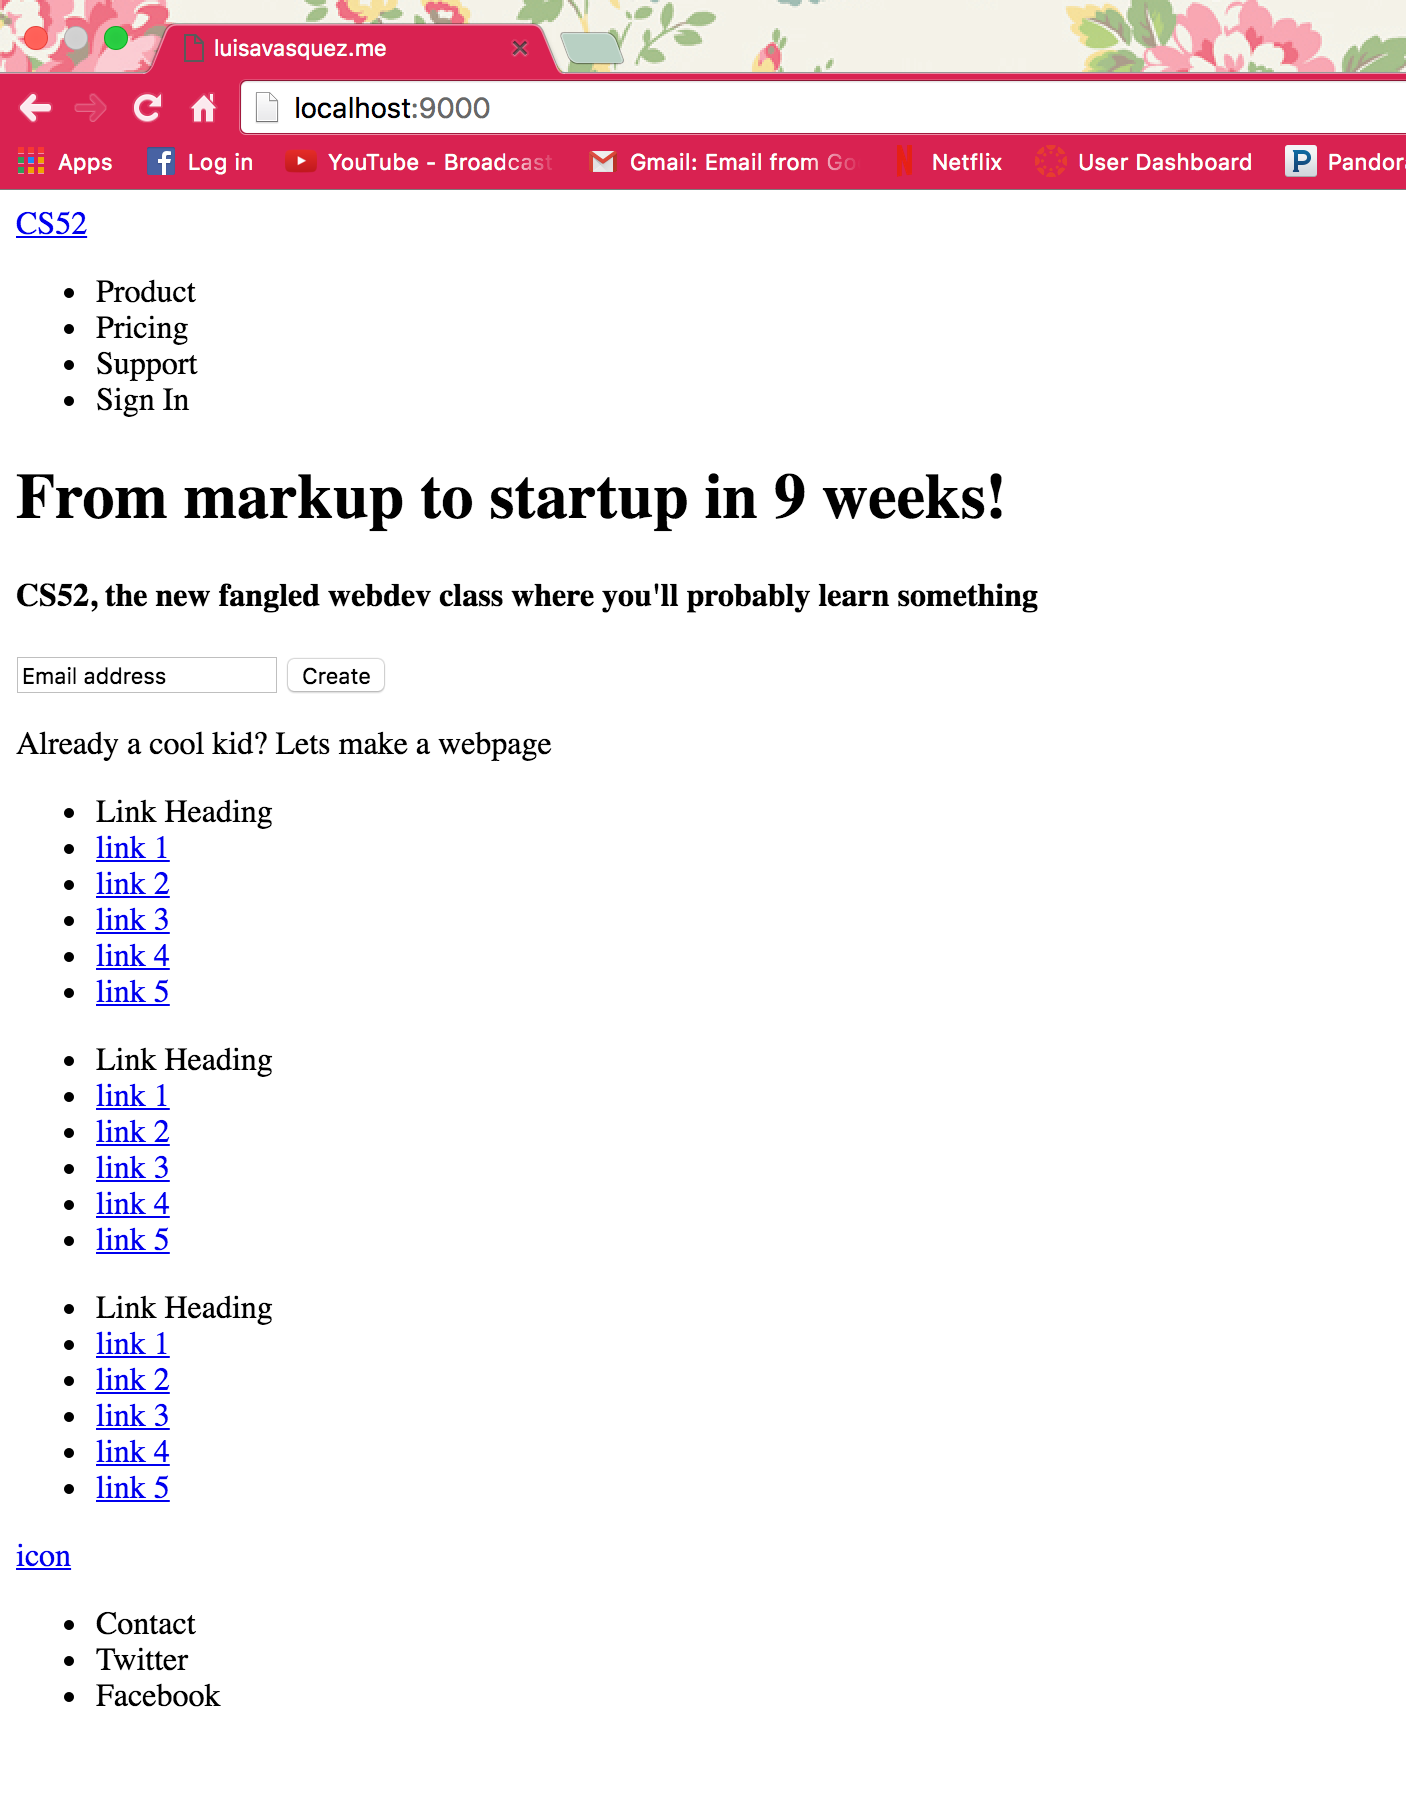 luisavasquez.me
localhost:9000
Apps Log in YouTube - Broadcast Gmail: Email from Go Netflix User Dashboard Pandor
CS52
Product
Pricing
Support
Sign In
From markup to startup in 9 weeks!
CS52, the new fangled webdev class where you'll probably learn something
Email address Create
Already a cool kid? Lets make a webpage
Link Heading
link 1
link 2
link 3
link 4
link 5
Link Heading
link 1
link 2
link 3
link 4
link 5
Link Heading
link 1
link 2
link 3
link 4
link 5
icon
Contact
Twitter
Facebook